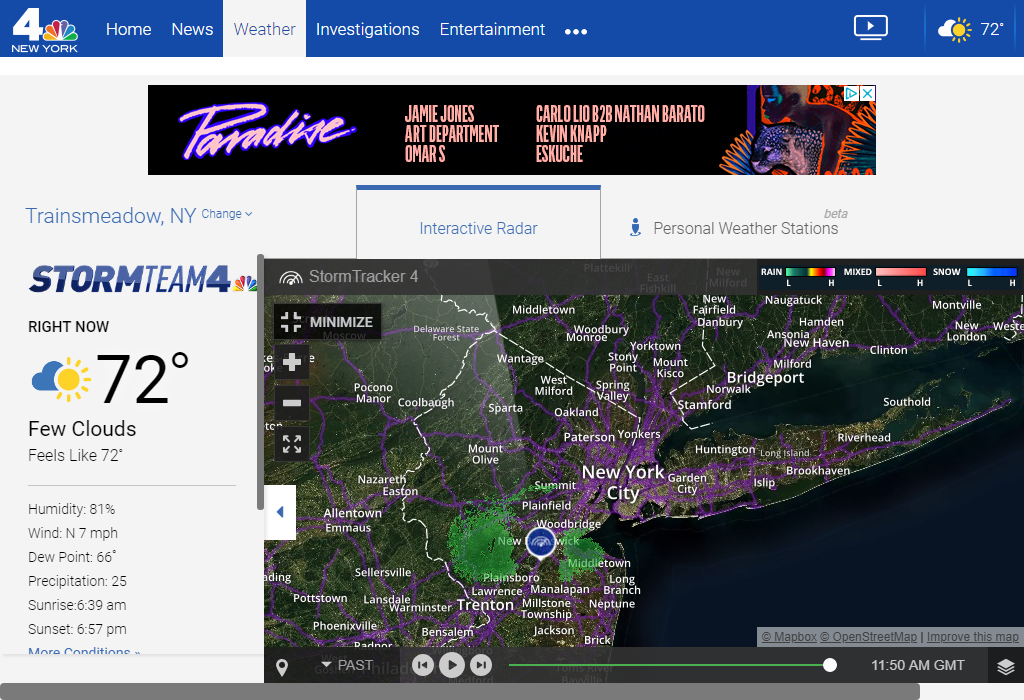 4
NEW YORK
Home
News
Weather
Investigations
Entertainment
72°
Paradise
JAMIE JONES
ART DEPARTMENT
OMAR S
CARLO LIO B2B NATHAN BARATO
KEVIN KNAPP
ESKUCHE
Trainsmeadow, NY
Change
Interactive Radar
beta
Personal Weather Stations
STORMTEAM4
RIGHT NOW
72°
Few Clouds
Feels Like 72°
Humidity: 81%
Wind: N 7 mph
Dew Point: 66°
Precipitation: 25
Sunrise:6:39 am
Sunset: 6:57 pm
More Conditions »
StormTracker 4
RAIN
L H
MIXED
L H
SNOW
L H
MINIMIZE
Plattekill
East
Fishkill
New
Milford
Moscow
Delaware State
Forest
Middletown
New
Fairfield
Danbury
Naugatuck
Montville
Woodbury
Monroe
Hamden
Ansonia
New Haven
New
London
Weste
Wantage
Yorktown
Stony
Point
Mount
Kisco
Milford
Clinton
Pocono
Manor
Coolbaugh
West
Milford
Spring
Valley
Norwalk
Bridgeport
Sparta
Oakland
Stamford
Southold
Paterson
Yonkers
Riverhead
Mount
Olive
Huntington
Long Island
Brookhaven
Nazareth
Easton
Summit
New York
City
Garden
City
Islip
Allentown
Emmaus
Plainfield
Woodbridge
Middletown
ading
Sellersville
Plainsboro
Lawrence
Manalapan
Long
Branch
Pottstown
Lansdale
Warminster
Trenton
Millstone
Township
Neptune
Phoenixville
Bensalem
Jackson
Brick
Radnor
© Mapbox © OpenStreetMap | Improve this map
PAST
11:50 AM GMT